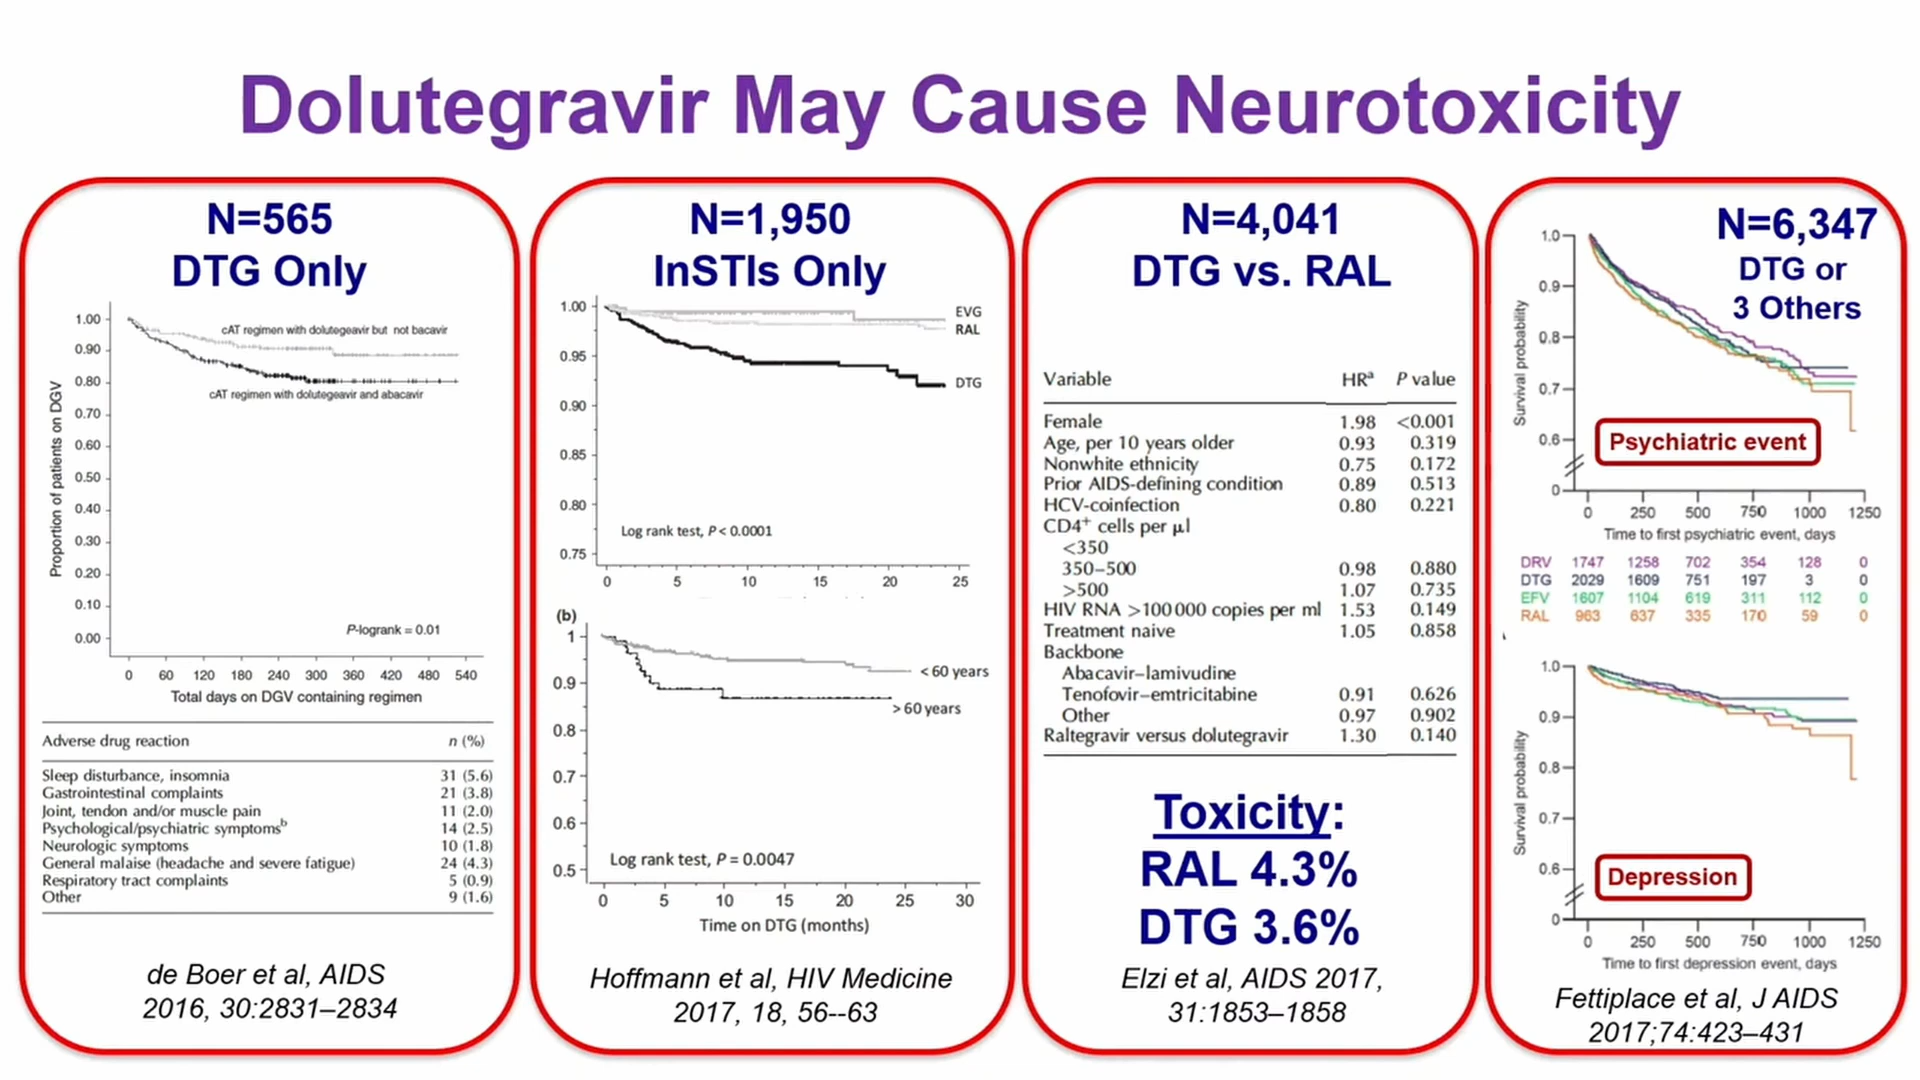 Dolutegravir May Cause Neurotoxicity
N=565
DTG Only
Proportion of patients on DGV
1.00
0.90
0.80
0.70
0.60
0.50
0.40
0.30
0.20
0.10
0.00
cAT regimen with dolutegeavir but not bacavir
cAT regimen with dolutegeavir and abacavir
P-logrank = 0.01
0 60 120 180 240 300 360 420 480 540
Total days on DGV containing regimen
Adverse drug reaction n (%)
Sleep disturbance, insomnia 31 (5.6)
Gastrointestinal complaints 21 (3.8)
Joint, tendon and/or muscle pain 11 (2.0)
Psychological/psychiatric symptomsᵇ 14 (2.5)
Neurologic symptoms 10 (1.8)
General malaise (headache and severe fatigue) 24 (4.3)
Respiratory tract complaints 5 (0.9)
Other 9 (1.6)
de Boer et al, AIDS
2016, 30:2831–2834
N=1,950
InSTIs Only
1.00
0.95
0.90
0.85
0.80
0.75
EVG
RAL
DTG
Log rank test, P < 0.0001
0 5 10 15 20 25
(b)
1
0.9
0.8
0.7
0.6
0.5
< 60 years
> 60 years
Log rank test, P = 0.0047
0 5 10 15 20 25 30
Time on DTG (months)
Hoffmann et al, HIV Medicine
2017, 18, 56--63
N=4,041
DTG vs. RAL
Variable HRᵃ P value
Female 1.98 <0.001
Age, per 10 years older 0.93 0.319
Nonwhite ethnicity 0.75 0.172
Prior AIDS-defining condition 0.89 0.513
HCV-coinfection 0.80 0.221
CD4⁺ cells per μl
<350
350–500 0.98 0.880
>500 1.07 0.735
HIV RNA >100 000 copies per ml 1.53 0.149
Treatment naive 1.05 0.858
Backbone
Abacavir–lamivudine
Tenofovir–emtricitabine 0.91 0.626
Other 0.97 0.902
Raltegravir versus dolutegravir 1.30 0.140
Toxicity:
RAL 4.3%
DTG 3.6%
Elzi et al, AIDS 2017,
31:1853–1858
N=6,347
DTG or
3 Others
Survival probability
1.0
0.9
0.8
0.7
0.6
0
Psychiatric event
0 250 500 750 1000 1250
Time to first psychiatric event, days
DRV 1747 1258 702 354 128 0
DTG 2029 1609 751 197 3 0
EFV 1607 1104 619 311 112 0
RAL 963 637 335 170 59 0
Survival probability
1.0
0.9
0.8
0.7
0.6
0
Depression
0 250 500 750 1000 1250
Time to first depression event, days
Fettiplace et al, J AIDS
2017;74:423–431